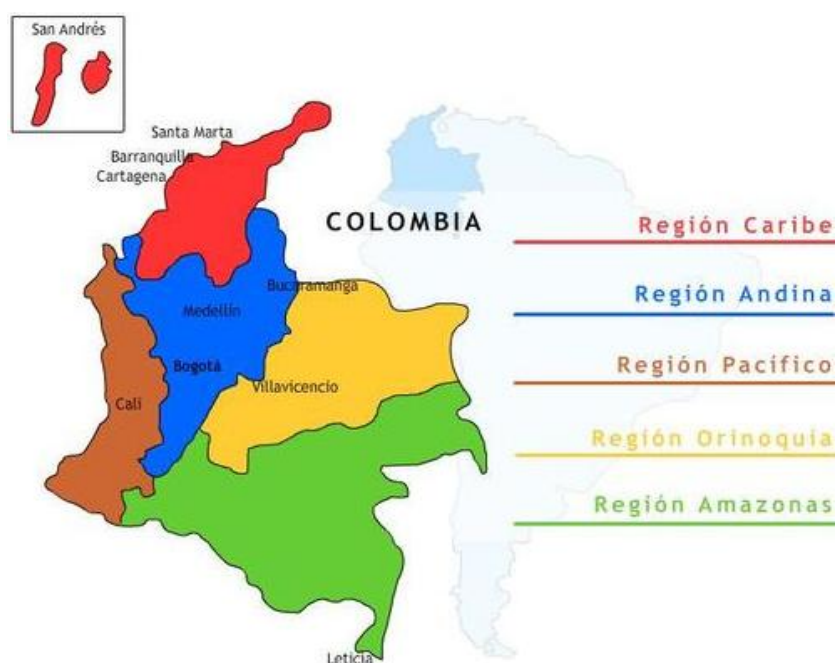 San Andrés
Santa Marta
Barranquilla
Cartagena
COLOMBIA
Región Caribe
Bucaramanga
Región Andina
Medellín
Bogotá
Región Pacífico
Villavicencio
Cali
Región Orinoquia
Región Amazonas
Leticia